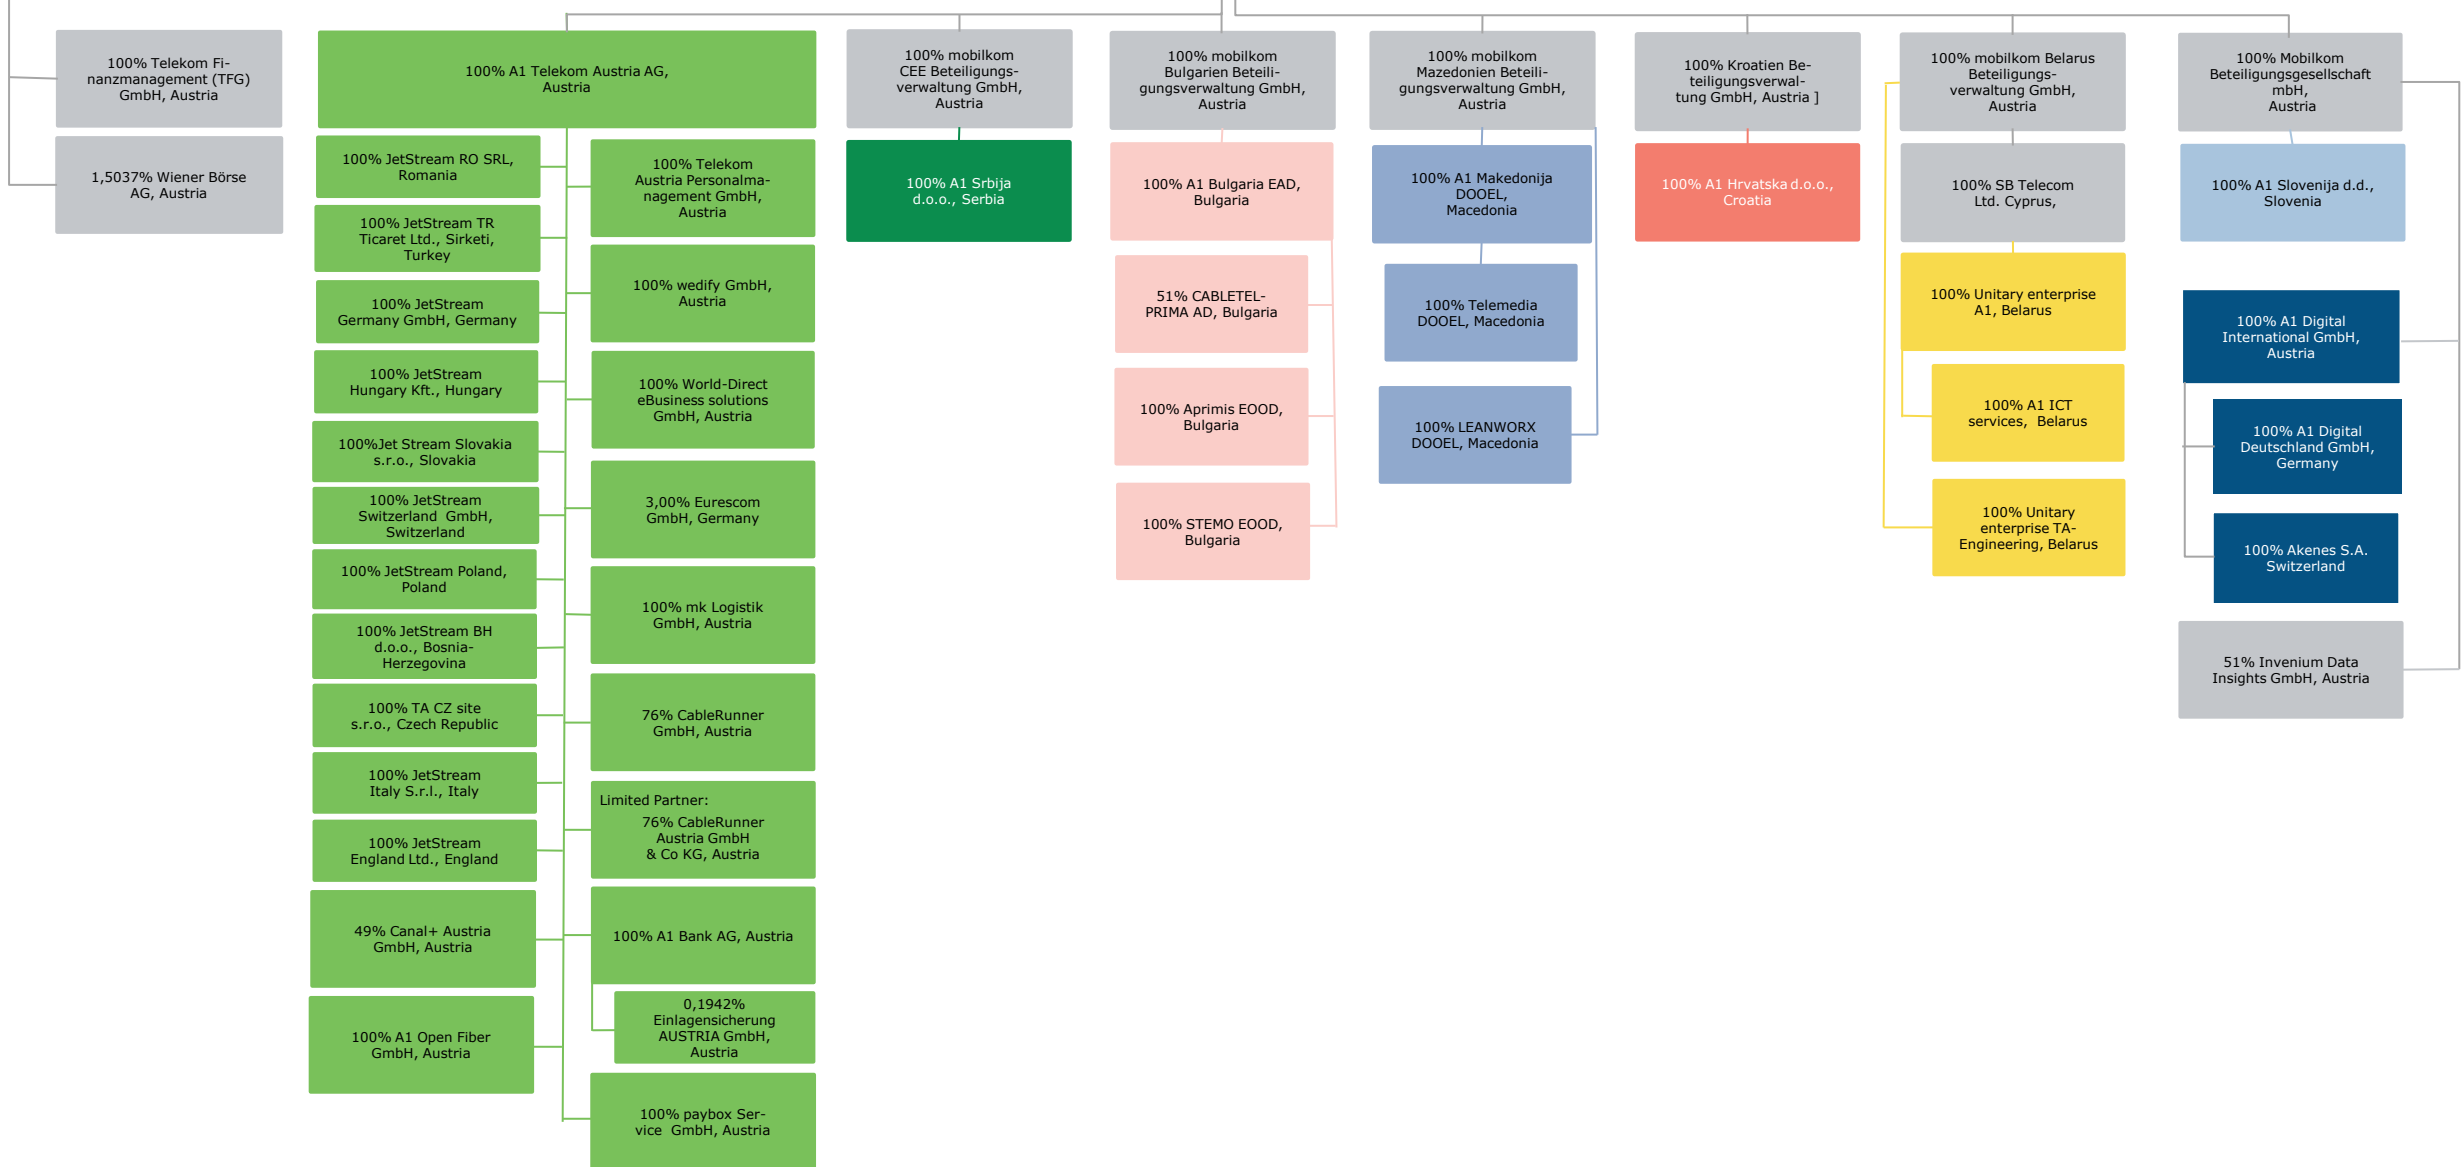 100% Telekom Fi-
nanzmanagement (TFG)
GmbH, Austria
1,5037% Wiener Börse
AG, Austria
100% A1 Telekom Austria AG,
Austria
100% JetStream RO SRL,
Romania
100% JetStream TR
Ticaret Ltd., Sirketi,
Turkey
100% JetStream
Germany GmbH, Germany
100% JetStream
Hungary Kft., Hungary
100%Jet Stream Slovakia
s.r.o., Slovakia
100% JetStream
Switzerland  GmbH,
Switzerland
100% JetStream Poland,
Poland
100% JetStream BH
d.o.o., Bosnia-
Herzegovina
100% TA CZ site
s.r.o., Czech Republic
100% JetStream
Italy S.r.l., Italy
100% JetStream
England Ltd., England
49% Canal+ Austria
GmbH, Austria
100% A1 Open Fiber
GmbH, Austria
100% Telekom
Austria Personalma-
nagement GmbH,
Austria
100% wedify GmbH,
Austria
100% World-Direct
eBusiness solutions
GmbH, Austria
3,00% Eurescom
GmbH, Germany
100% mk Logistik
GmbH, Austria
76% CableRunner
GmbH, Austria
Limited Partner:
76% CableRunner
Austria GmbH
& Co KG, Austria
100% A1 Bank AG, Austria
0,1942%
Einlagensicherung
AUSTRIA GmbH,
Austria
100% paybox Ser-
vice  GmbH, Austria
100% mobilkom
CEE Beteiligungs-
verwaltung GmbH,
Austria
100% A1 Srbija
d.o.o., Serbia
100% mobilkom
Bulgarien Beteili-
gungsverwaltung GmbH,
Austria
100% A1 Bulgaria EAD,
Bulgaria
51% CABLETEL-
PRIMA AD, Bulgaria
100% Aprimis EOOD,
Bulgaria
100% STEMO EOOD,
Bulgaria
100% mobilkom
Mazedonien Beteili-
gungsverwaltung GmbH,
Austria
100% A1 Makedonija
DOOEL,
Macedonia
100% Telemedia
DOOEL, Macedonia
100% LEANWORX
DOOEL, Macedonia
100% Kroatien Be-
teiligungsverwal-
tung GmbH, Austria ]
100% A1 Hrvatska d.o.o.,
Croatia
100% mobilkom Belarus
Beteiligungs-
verwaltung GmbH,
Austria
100% SB Telecom
Ltd. Cyprus,
100% Unitary enterprise
A1, Belarus
100% A1 ICT
services,  Belarus
100% Unitary
enterprise TA-
Engineering, Belarus
100% Mobilkom
Beteiligungsgesellschaft
mbH,
Austria
100% A1 Slovenija d.d.,
Slovenia
100% A1 Digital
International GmbH,
Austria
100% A1 Digital
Deutschland GmbH,
Germany
100% Akenes S.A.
Switzerland
51% Invenium Data
Insights GmbH, Austria